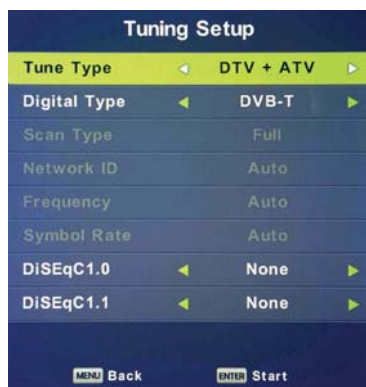 Tuning Setup
Tune Type DTV + ATV
Digital Type DVB-T
Scan Type Full
Network ID Auto
Frequency Auto
Symbol Rate Auto
DiSEqC1.0 None
DiSEqC1.1 None
MENU Back ENTER Start